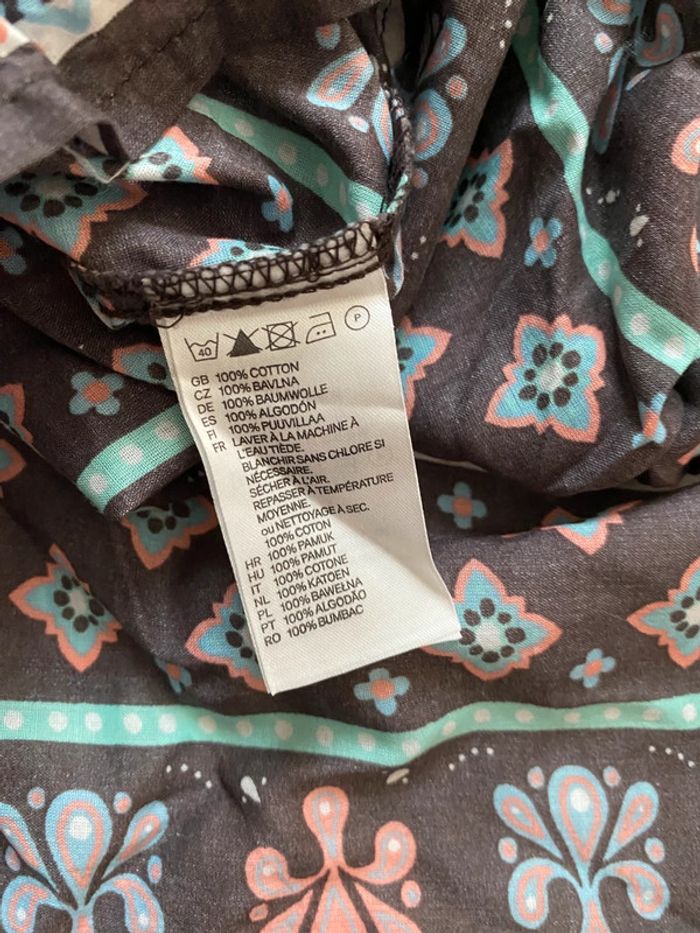 40 P
GB 100% COTTON
CZ 100% BAVLNA
DE 100% BAUMWOLLE
ES 100% ALGODÓN
FI 100% PUUVILLAA
FR LAVER À LA MACHINE À
L'EAU TIÈDE.
BLANCHIR SANS CHLORE SI
NÉCESSAIRE.
SÉCHER À L'AIR.
REPASSER À TEMPÉRATURE
MOYENNE.
ou NETTOYAGE À SEC.
100% COTON
HR 100% PAMUK
HU 100% PAMUT
IT 100% COTONE
NL 100% KATOEN
PL 100% BAWEŁNA
PT 100% ALGODÃO
RO 100% BUMBAC